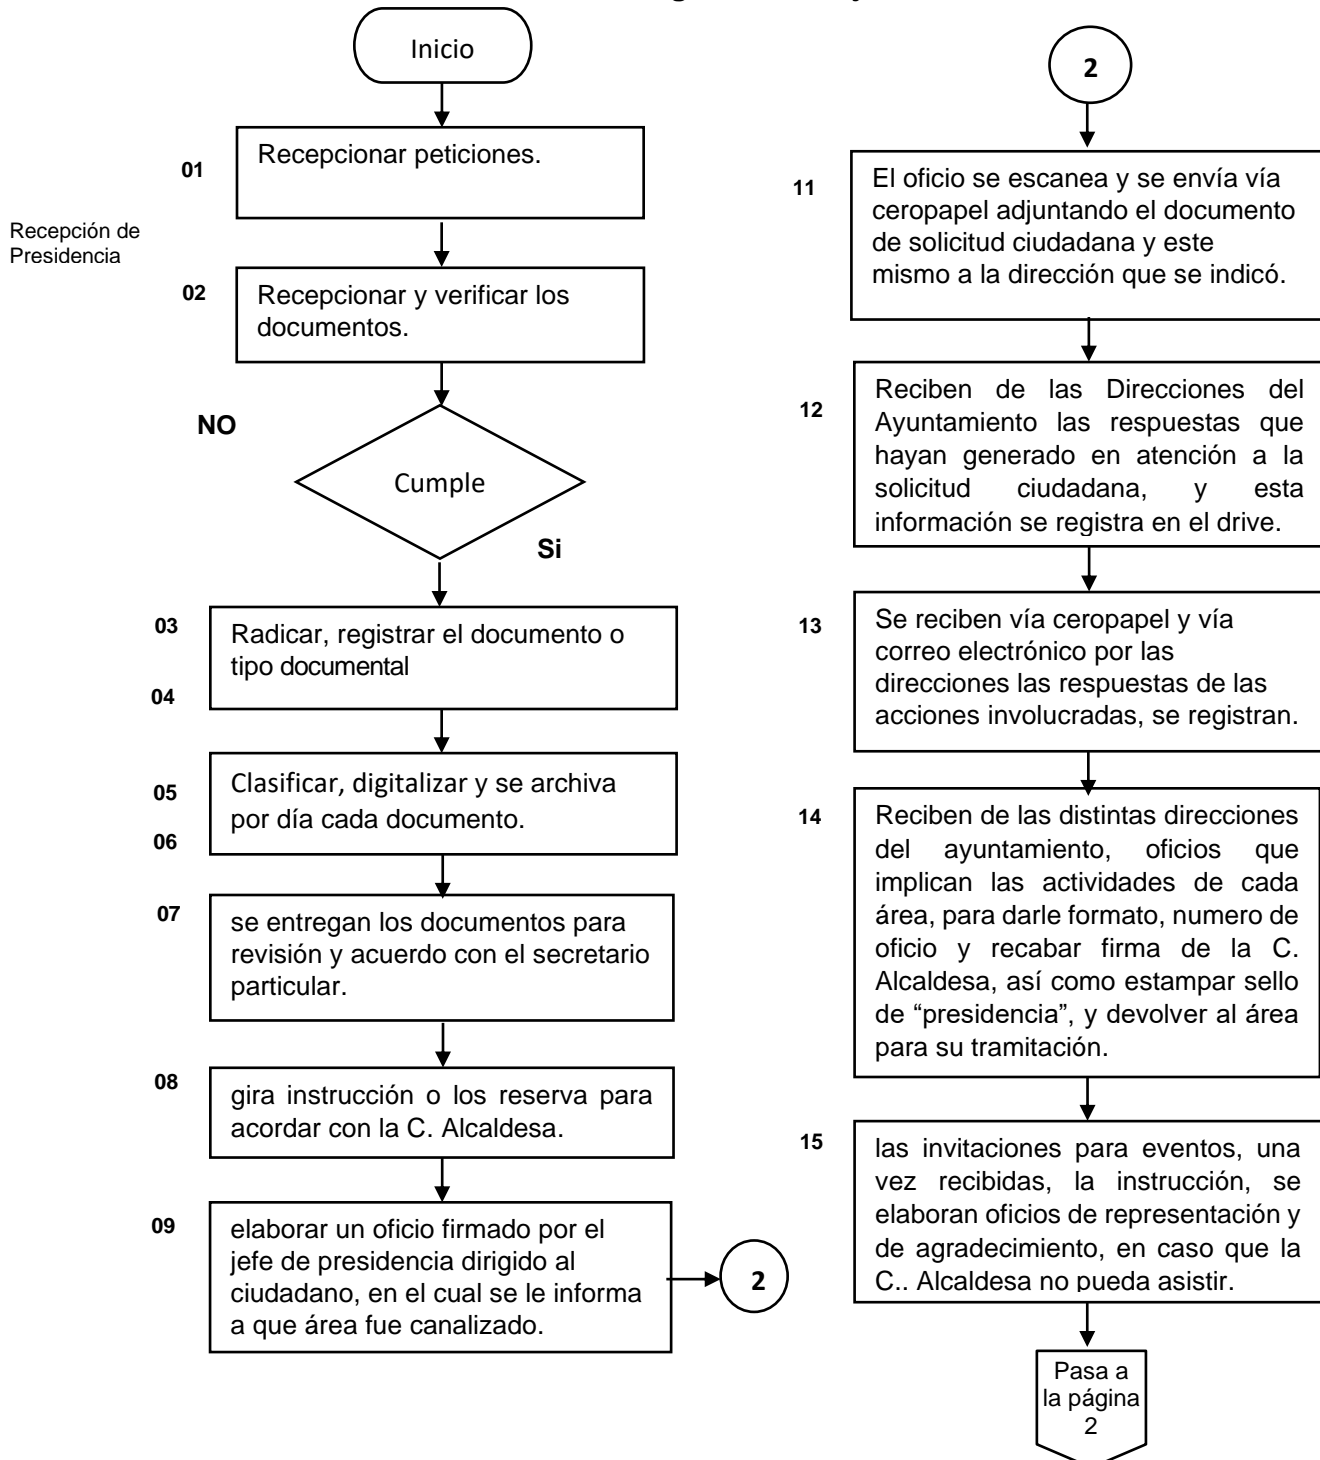 Inicio
01
Recepcionar peticiones.
Recepción de
Presidencia
02
Recepcionar y verificar los
documentos.
NO
Cumple
Si
03
Radicar, registrar el documento o
tipo documental
04
05
Clasificar, digitalizar y se archiva
por día cada documento.
06
07
se entregan los documentos para
revisión y acuerdo con el secretario
particular.
08
gira instrucción o los reserva para
acordar con la C. Alcaldesa.
09
elaborar un oficio firmado por el
jefe de presidencia dirigido al
ciudadano, en el cual se le informa
a que área fue canalizado.
2
2
11
El oficio se escanea y se envía vía
ceropapel adjuntando el documento
de solicitud ciudadana y este
mismo a la dirección que se indicó.
12
Reciben de las Direcciones del
Ayuntamiento las respuestas que
hayan generado en atención a la
solicitud ciudadana, y esta
información se registra en el drive.
13
Se reciben vía ceropapel y vía
correo electrónico por las
direcciones las respuestas de las
acciones involucradas, se registran.
14
Reciben de las distintas direcciones
del ayuntamiento, oficios que
implican las actividades de cada
área, para darle formato, numero de
oficio y recabar firma de la C.
Alcaldesa, así como estampar sello
de “presidencia”, y devolver al área
para su tramitación.
15
las invitaciones para eventos, una
vez recibidas, la instrucción, se
elaboran oficios de representación y
de agradecimiento, en caso que la
C.. Alcaldesa no pueda asistir.
Pasa a
la página
2